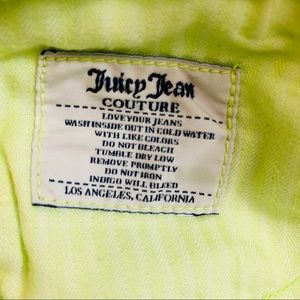 Juicy Jean
COUTURE
LOVE YOUR JEANS
WASH INSIDE OUT IN COLD WATER
WITH LIKE COLORS
DO NOT BLEACH
TUMBLE DRY LOW
REMOVE PROMPTLY
DO NOT IRON
INDIGO WILL BLEED
LOS ANGELES, CALIFORNIA